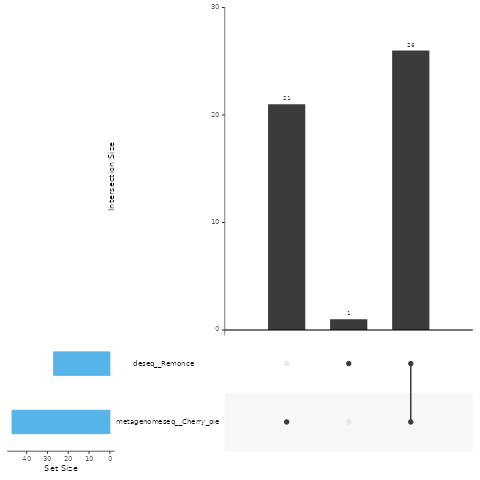 30
26
21
20
Intersection Size
10
1
0
deseq__Remonce
metagenomeseq__Cherry_pie
40 30 20 10 0
Set Size